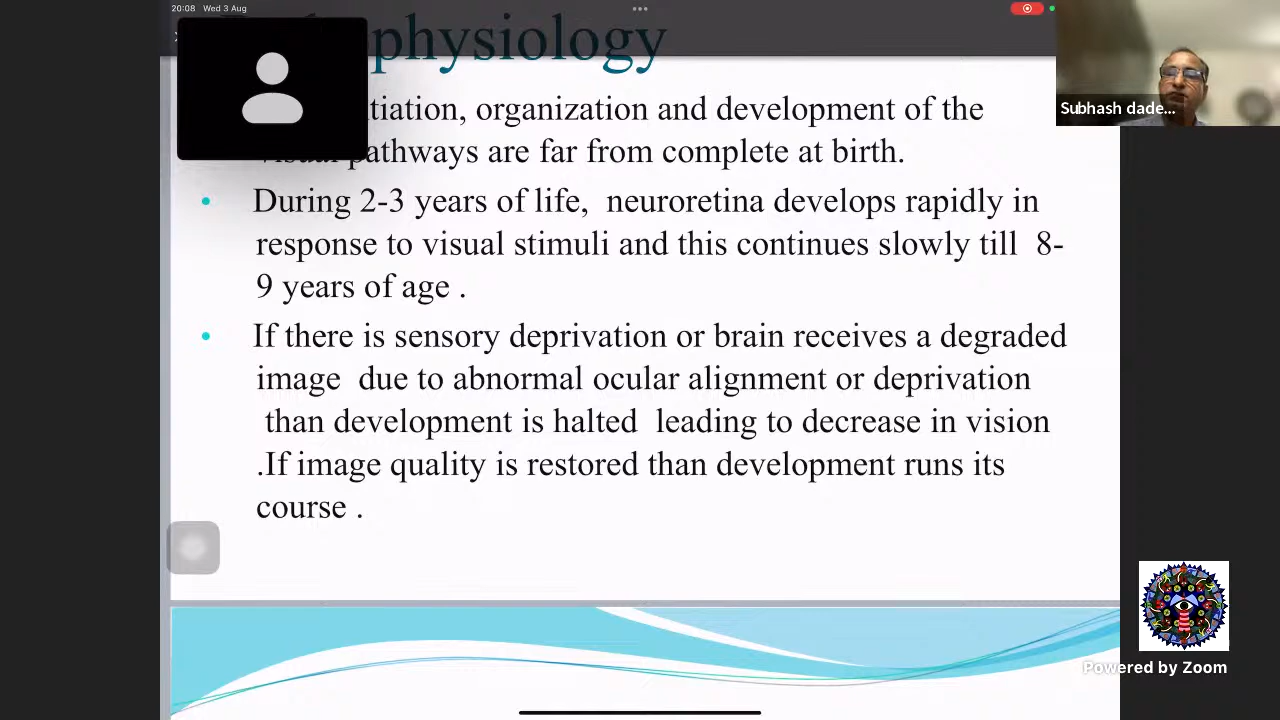 20:08 Wed 3 Aug
physiology
tiation, organization and development of the
visual pathways are far from complete at birth.
• During 2-3 years of life, neuroretina develops rapidly in
response to visual stimuli and this continues slowly till 8-
9 years of age .
• If there is sensory deprivation or brain receives a degraded
image due to abnormal ocular alignment or deprivation
than development is halted leading to decrease in vision
.If image quality is restored than development runs its
course .
Subhash dade...
Powered by Zoom